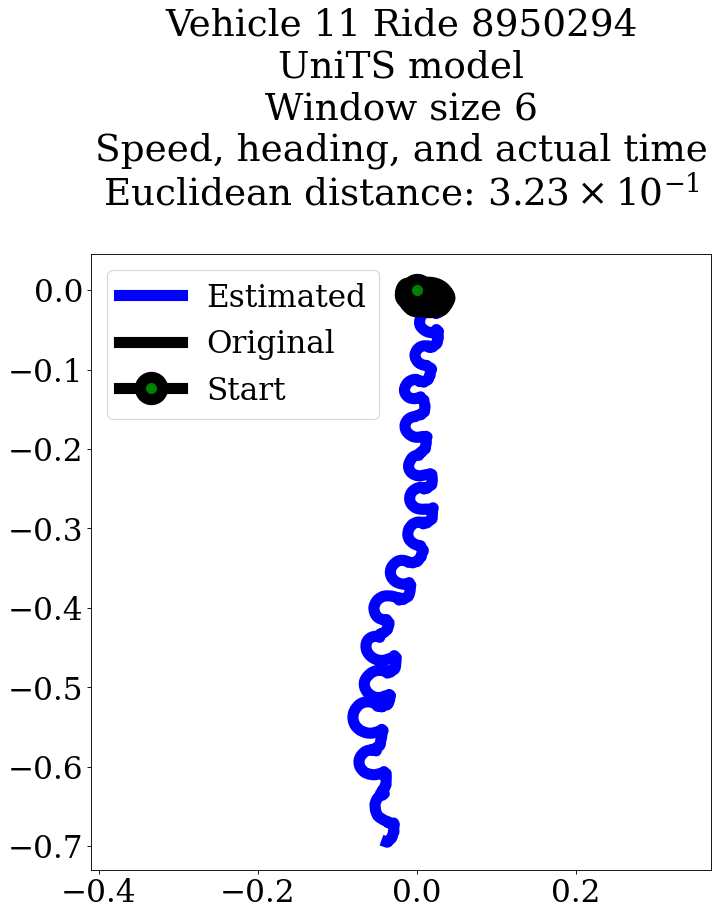 Vehicle 11 Ride 8950294
UniTS model
Window size 6
Speed, heading, and actual time
Euclidean distance: 3.23 × 10⁻¹
Estimated
Original
Start
0.0
−0.1
−0.2
−0.3
−0.4
−0.5
−0.6
−0.7
−0.4 −0.2 0.0 0.2